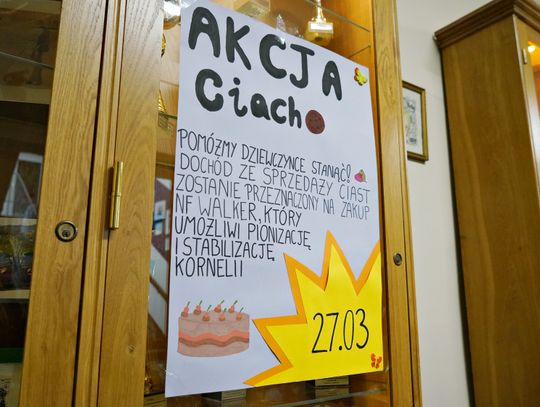 AKCJA
Ciacho
POMÓŻMY DZIEWCZYNCE STANĄĆ!
DOCHÓD ZE SPRZEDAŻY CIAST
ZOSTANIE PRZEZNACZONY NA ZAKUP
NF WALKER, KTÓRY
UMOŻLIWI PIONIZACJĘ
I STABILIZACJĘ
KORNELII
27.03